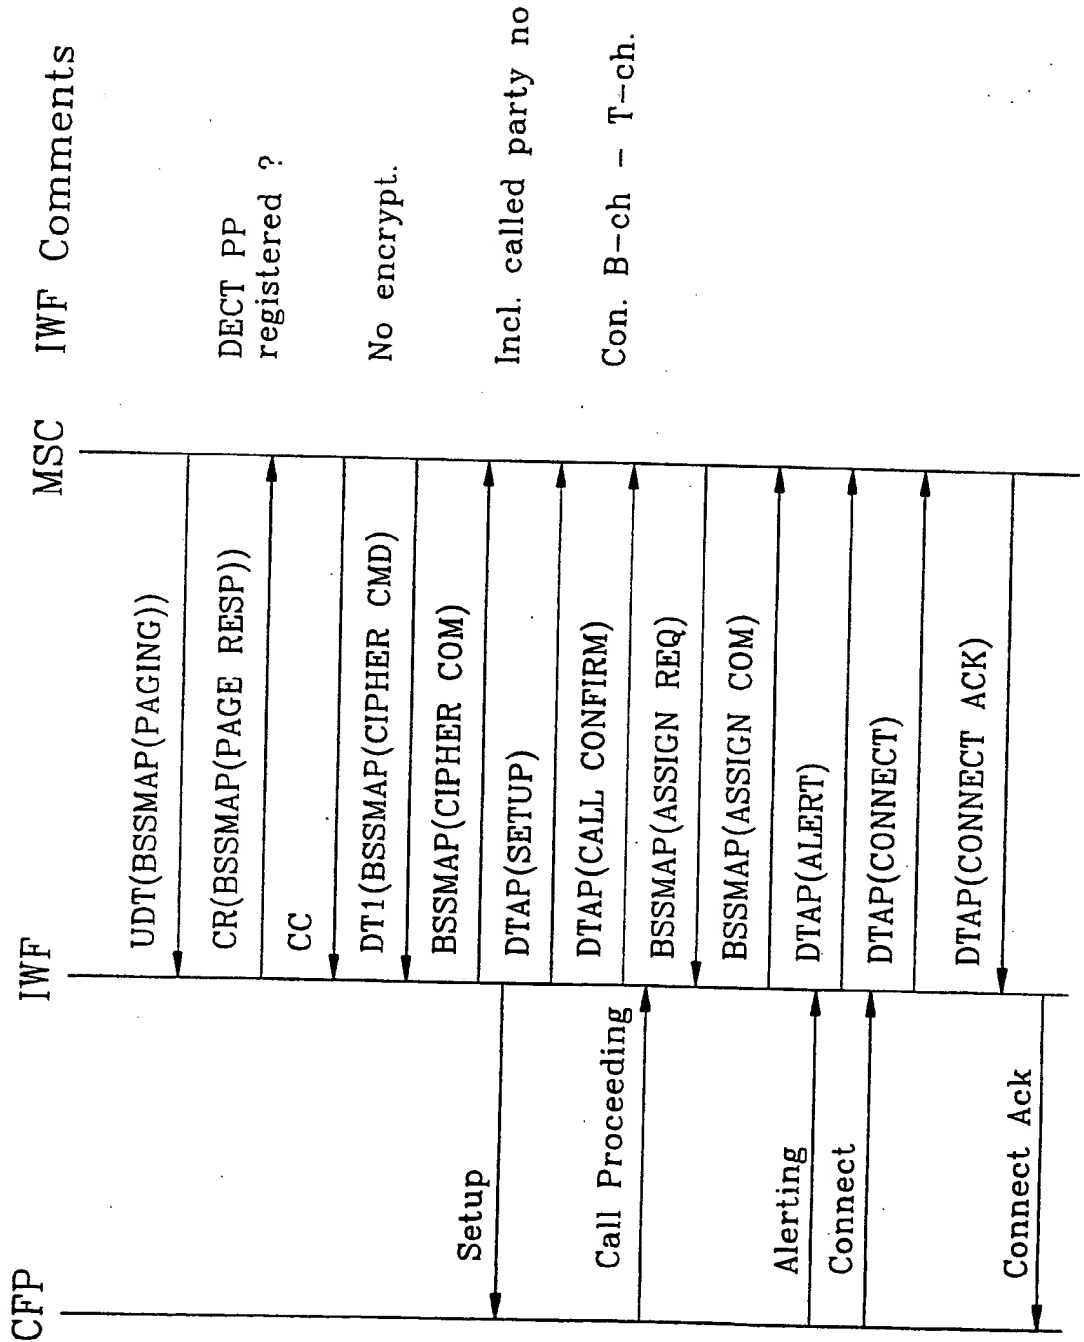 CFP IWF MSC IWF Comments
UDT(BSSMAP(PAGING))
CR(BSSMAP(PAGE RESP))
DECT PP
registered ?
CC
DT1(BSSMAP(CIPHER CMD)
No encrypt.
BSSMAP(CIPHER COM)
Setup
DTAP(SETUP)
Incl. called party no
DTAP(CALL CONFIRM)
Call Proceeding
Con. B-ch - T-ch.
BSSMAP(ASSIGN REQ)
BSSMAP(ASSIGN COM)
Alerting
DTAP(ALERT)
Connect
DTAP(CONNECT)
DTAP(CONNECT ACK)
Connect Ack